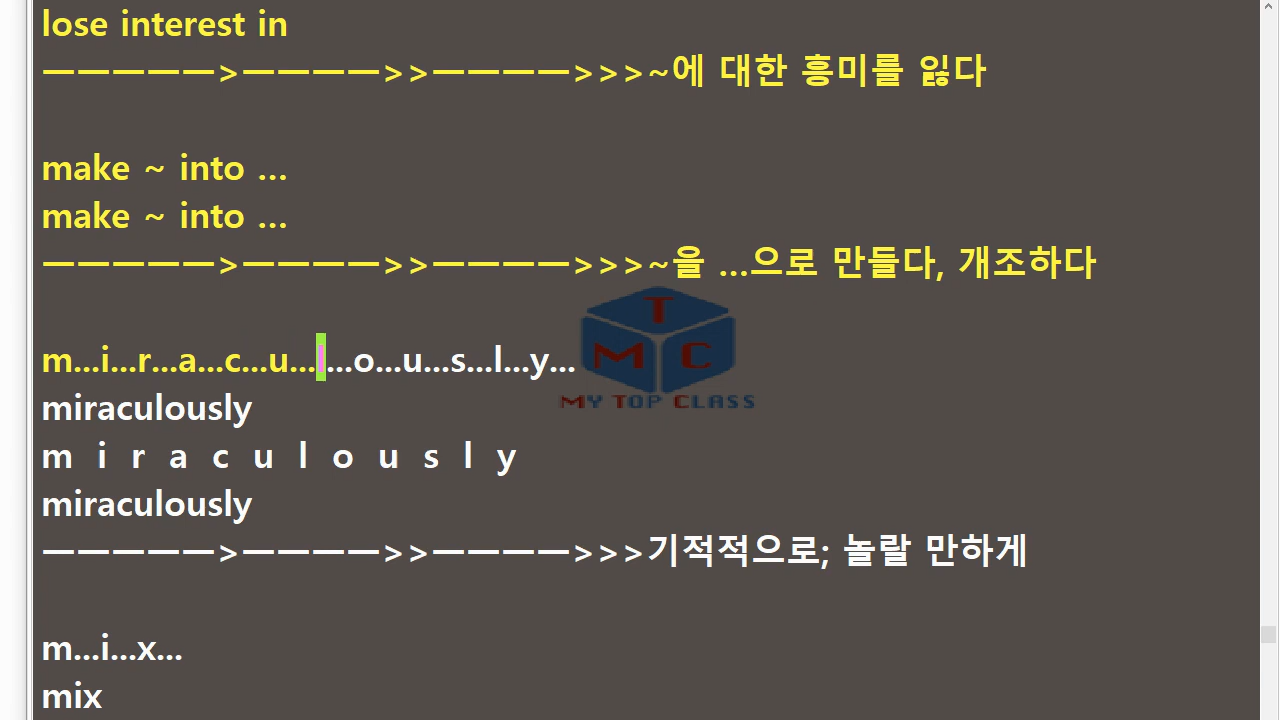 lose interest in
ㅡㅡㅡㅡㅡ>ㅡㅡㅡㅡ>>ㅡㅡㅡㅡ>>>~에 대한 흥미를 잃다
make ~ into ...
make ~ into ...
ㅡㅡㅡㅡㅡ>ㅡㅡㅡㅡ>>ㅡㅡㅡㅡ>>>~을 ...으로 만들다, 개조하다
m...i...r...a...c...u...l...o...u...s...l...y...
miraculously
m i r a c u l o u s l y
miraculously
ㅡㅡㅡㅡㅡ>ㅡㅡㅡㅡ>>ㅡㅡㅡㅡ>>>기적적으로; 놀랄 만하게
m...i...x...
mix
T
M C
MY TOP CLASS